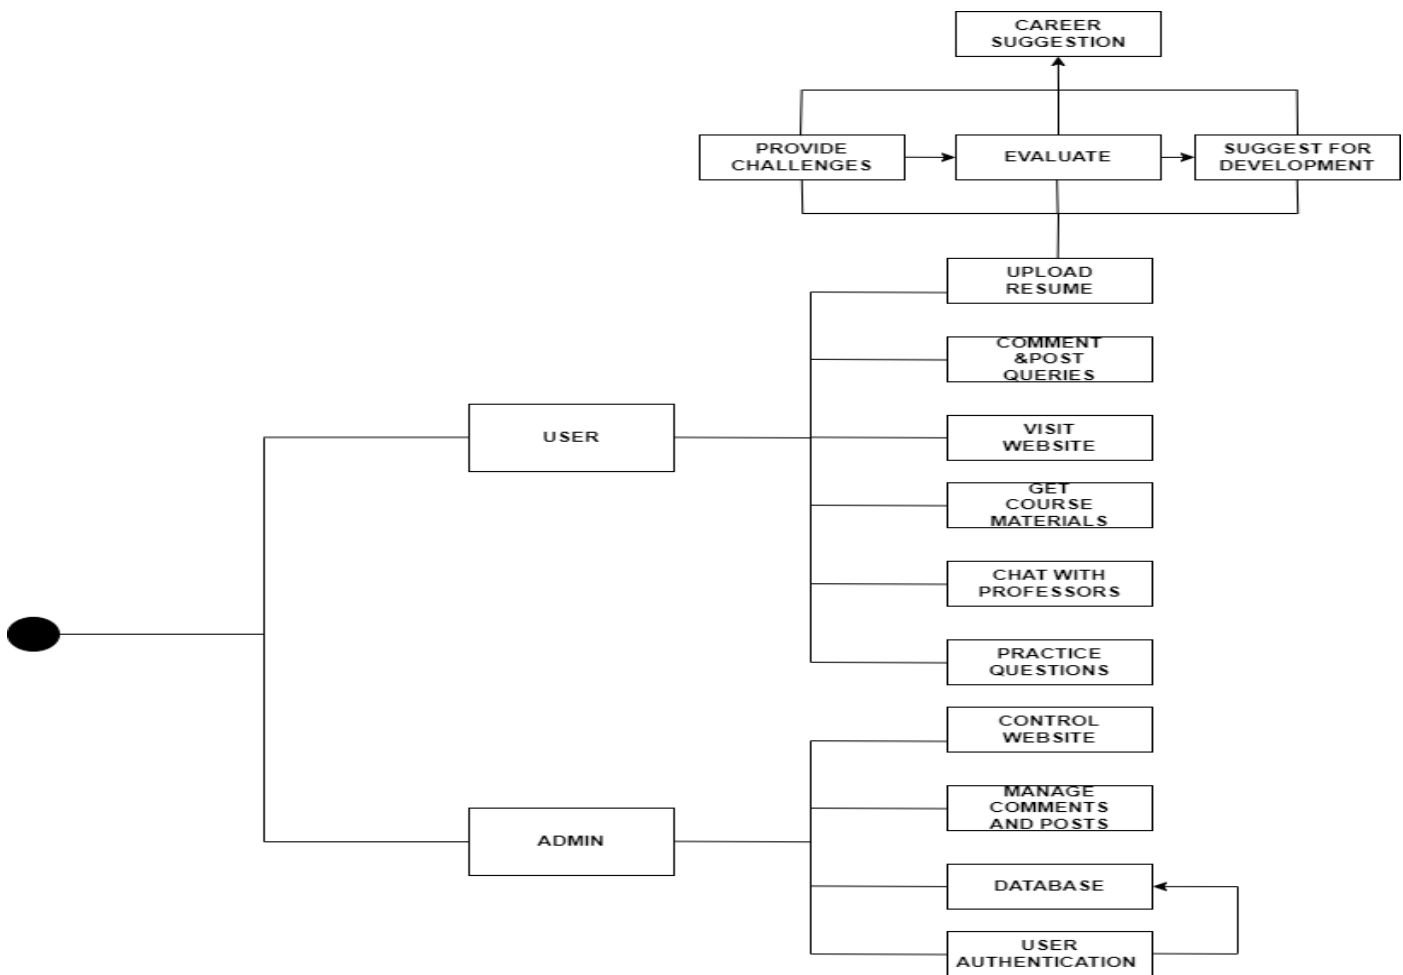 CAREER
SUGGESTION
PROVIDE
CHALLENGES
EVALUATE
SUGGEST FOR
DEVELOPMENT
UPLOAD
RESUME
COMMENT
&POST
QUERIES
USER
VISIT
WEBSITE
GET
COURSE
MATERIALS
CHAT WITH
PROFESSORS
PRACTICE
QUESTIONS
CONTROL
WEBSITE
MANAGE
COMMENTS
AND POSTS
ADMIN
DATABASE
USER
AUTHENTICATION